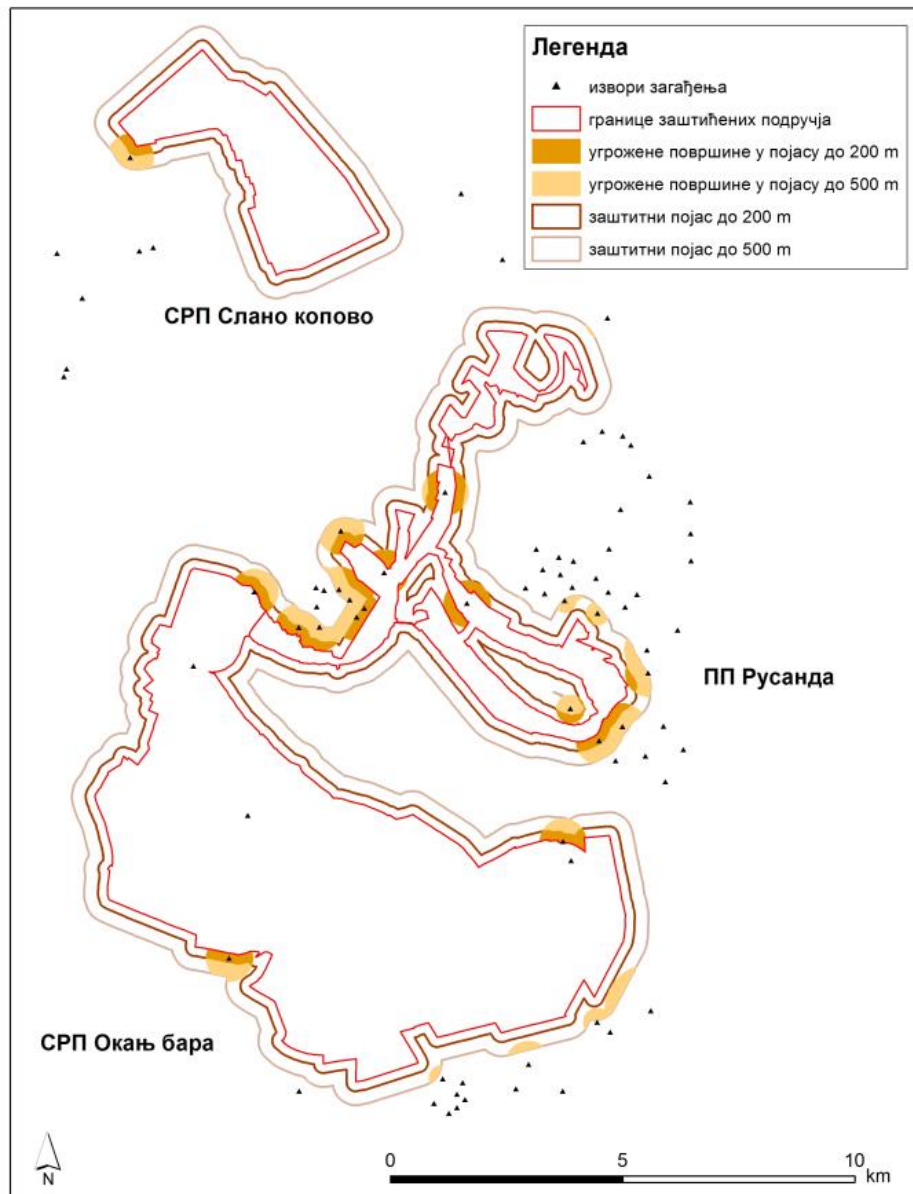 Легенда
извори загађења
границе заштићених подручја
угрожене површине у појасу до 200 m
угрожене површине у појасу до 500 m
заштитни појас до 200 m
заштитни појас до 500 m
СРП Слано копово
ПП Русанда
СРП Окањ бара
N
0 5 10
km